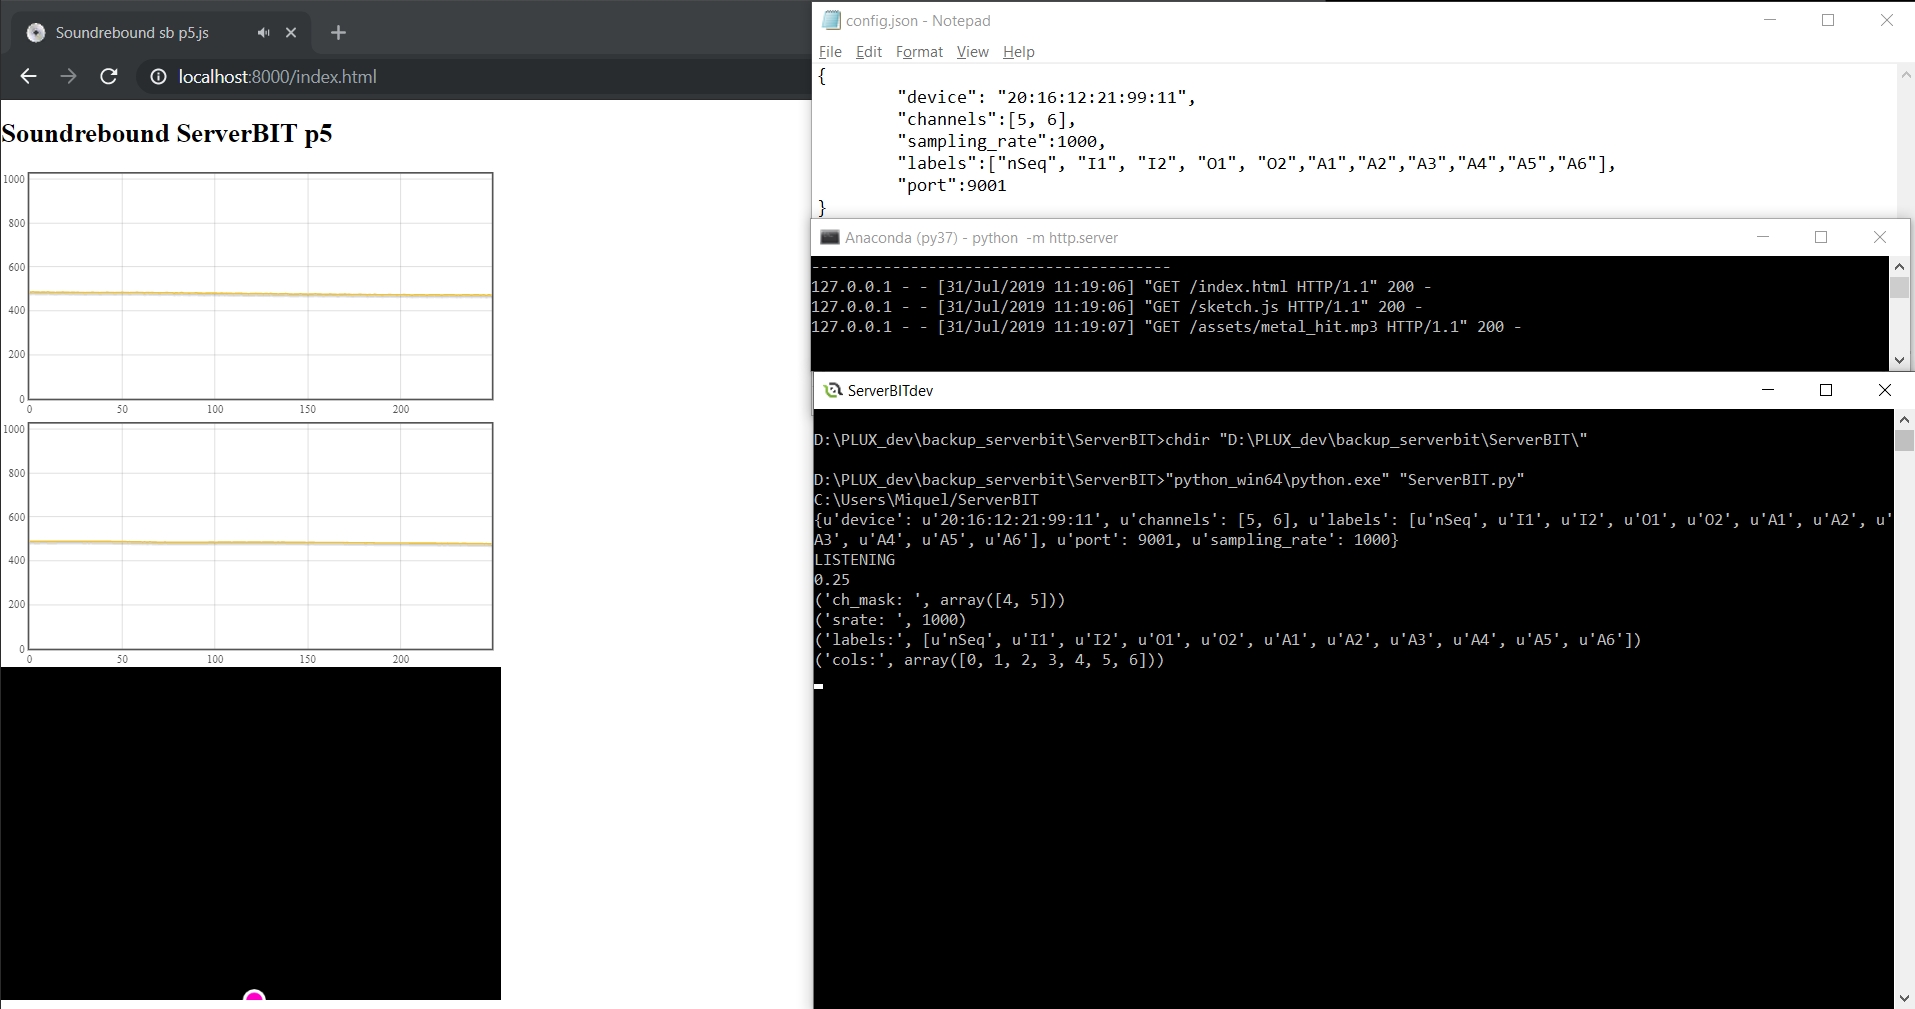 Soundrebound sb p5.js
localhost:8000/index.html
Soundrebound ServerBIT p5
1000
800
600
400
200
0
0 50 100 150 200
1000
800
600
400
200
0
0 50 100 150 200
config.json - Notepad
File Edit Format View Help
{
"device": "20:16:12:21:99:11",
"channels":[5, 6],
"sampling_rate":1000,
"labels":["nSeq", "I1", "I2", "O1", "O2","A1","A2","A3","A4","A5","A6"],
"port":9001
}
Anaconda (py37) - python -m http.server
----------------------------------------
127.0.0.1 - - [31/Jul/2019 11:19:06] "GET /index.html HTTP/1.1" 200 -
127.0.0.1 - - [31/Jul/2019 11:19:06] "GET /sketch.js HTTP/1.1" 200 -
127.0.0.1 - - [31/Jul/2019 11:19:07] "GET /assets/metal_hit.mp3 HTTP/1.1" 200 -
ServerBITdev
D:\PLUX_dev\backup_serverbit\ServerBIT>chdir "D:\PLUX_dev\backup_serverbit\ServerBIT\"
D:\PLUX_dev\backup_serverbit\ServerBIT>"python_win64\python.exe" "ServerBIT.py"
C:\Users\Miquel/ServerBIT
{u'device': u'20:16:12:21:99:11', u'channels': [5, 6], u'labels': [u'nSeq', u'I1', u'I2', u'O1', u'O2', u'A1', u'A2', u'
A3', u'A4', u'A5', u'A6'], u'port': 9001, u'sampling_rate': 1000}
LISTENING
0.25
('ch_mask: ', array([4, 5]))
('srate: ', 1000)
('labels:', [u'nSeq', u'I1', u'I2', u'O1', u'O2', u'A1', u'A2', u'A3', u'A4', u'A5', u'A6'])
('cols:', array([0, 1, 2, 3, 4, 5, 6]))